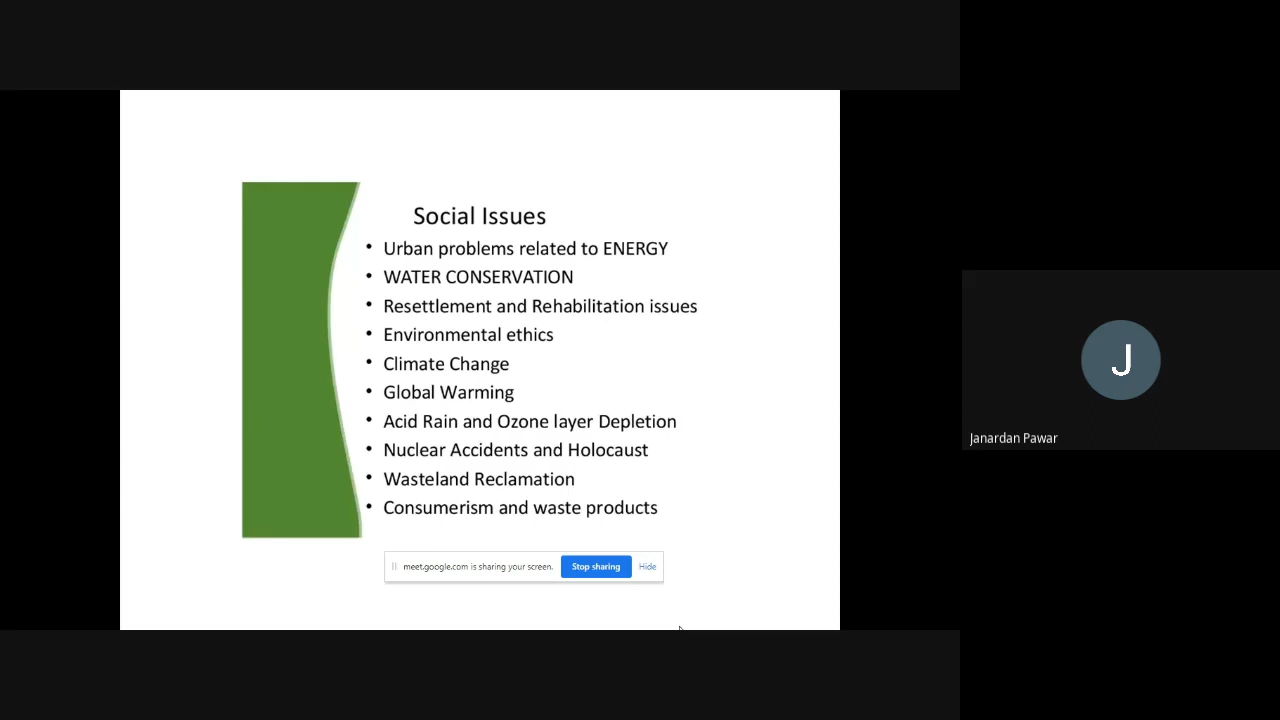 Social Issues
• Urban problems related to ENERGY
• WATER CONSERVATION
• Resettlement and Rehabilitation issues
• Environmental ethics
• Climate Change
• Global Warming
• Acid Rain and Ozone layer Depletion
• Nuclear Accidents and Holocaust
• Wasteland Reclamation
• Consumerism and waste products
meet.google.com is sharing your screen. Stop sharing Hide
J
Janardan Pawar